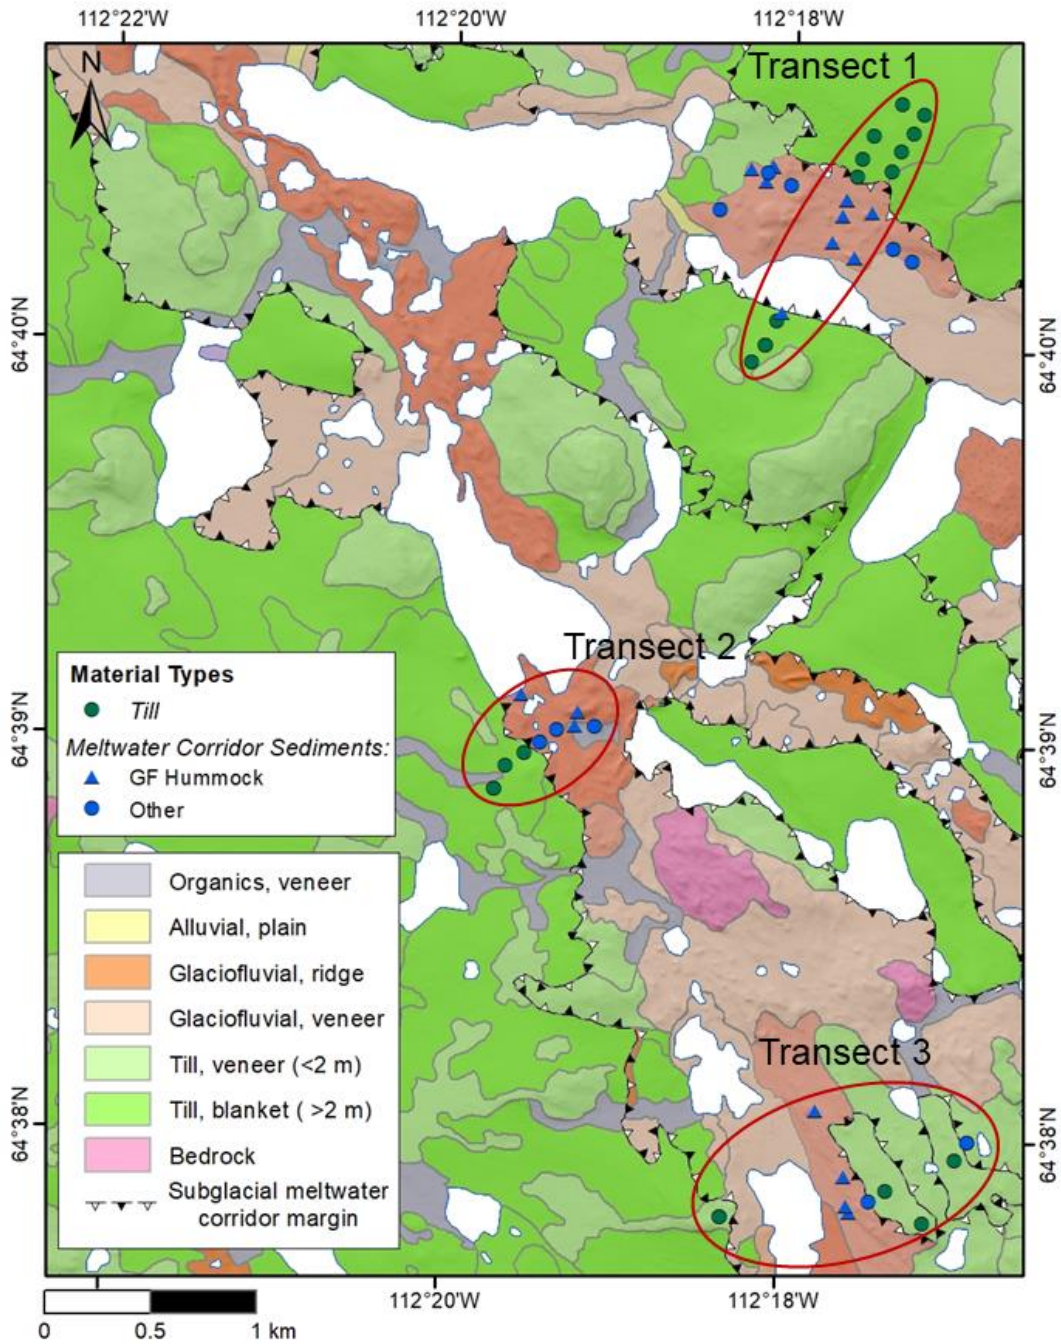 112°22'W 112°20'W 112°18'W
N
Transect 1
64°40'N
64°40'N
Transect 2
Material Types
Till
Meltwater Corridor Sediments:
GF Hummock
Other
64°39'N
64°39'N
Organics, veneer
Alluvial, plain
Glaciofluvial, ridge
Glaciofluvial, veneer
Till, veneer (<2 m)
Till, blanket ( >2 m)
Bedrock
Subglacial meltwater
corridor margin
Transect 3
64°38'N
64°38'N
112°20'W 112°18'W
0 0.5 1 km